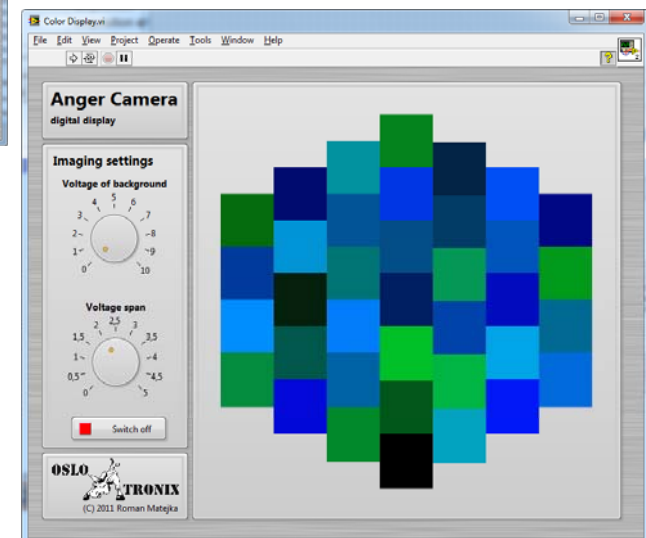 Color Display.vi
File Edit View Project Operate Tools Window Help
Anger Camera
digital display
Imaging settings
Voltage of background
0 1 2 3 4 5 6 7 8 9 10
Voltage span
0 0,5 1 1,5 2 2,5 3 3,5 4 4,5 5
Switch off
OSLO
TRONIX
(C) 2011 Roman Matejka
?
2